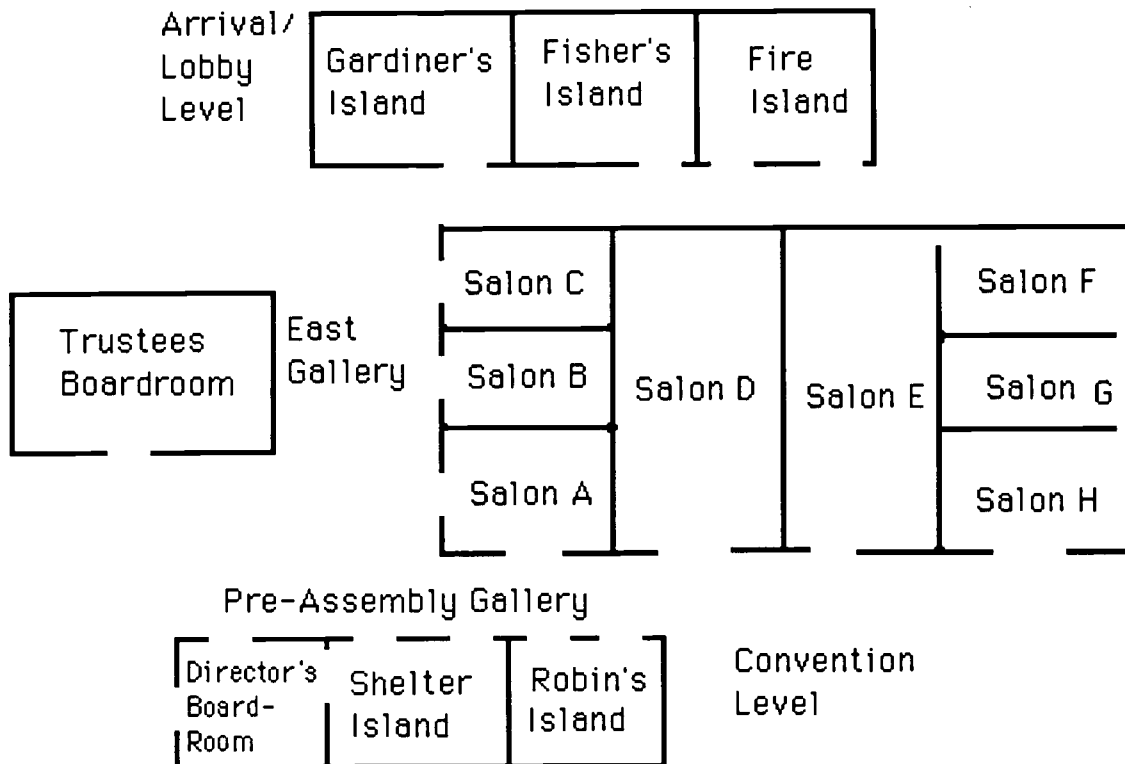 Arrival/
Lobby
Level
Gardiner's
Island
Fisher's
Island
Fire
Island
Trustees
Boardroom
East
Gallery
Salon C
Salon B
Salon A
Salon D
Salon E
Salon F
Salon G
Salon H
Pre-Assembly Gallery
Director's
Board-
Room
Shelter
Island
Robin's
Island
Convention
Level